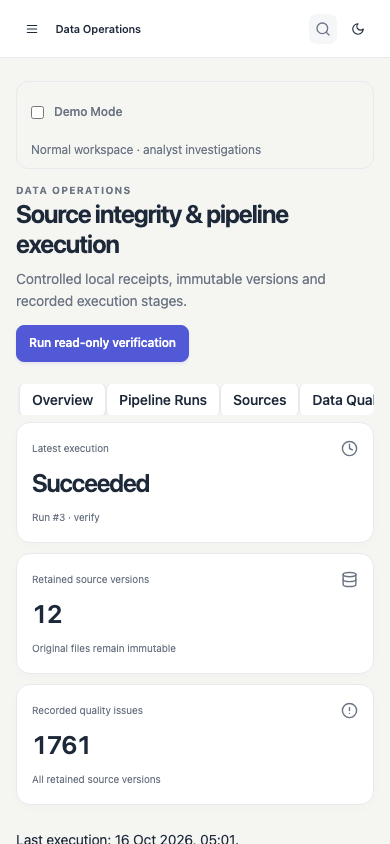 Data Operations
Demo Mode
Normal workspace · analyst investigations
DATA OPERATIONS
Source integrity & pipeline
execution
Controlled local receipts, immutable versions and
recorded execution stages.
Run read-only verification
Overview
Pipeline Runs
Sources
Data Qual
Latest execution
Succeeded
Run #3 · verify
Retained source versions
12
Original files remain immutable
Recorded quality issues
1761
All retained source versions
Last execution: 16 Oct 2026, 05:01.